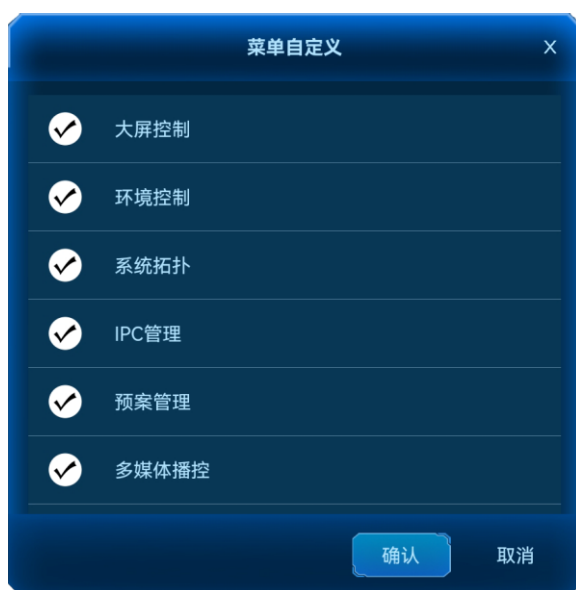 菜单自定义 X
大屏控制
环境控制
系统拓扑
IPC管理
预案管理
多媒体播控
确认 取消